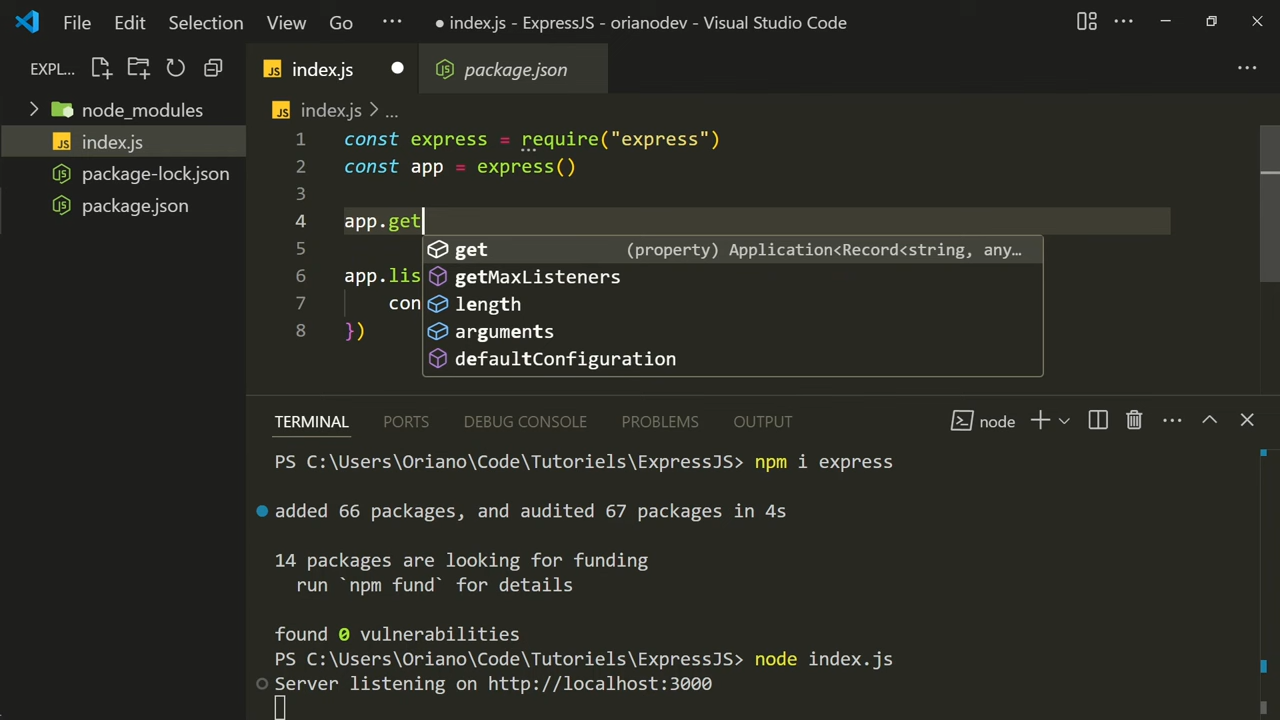 File Edit Selection View Go ··· ● index.js - ExpressJS - orianodev - Visual Studio Code
EXPL...
JS index.js
package.json
node_modules
JS index.js
package-lock.json
package.json
JS index.js > ...
1 const express = require("express")
2 const app = express()
3
4 app.get
get (property) Application<Record<string, any…
getMaxListeners
length
arguments
defaultConfiguration
5
6 app.lis
7 con
8 })
TERMINAL PORTS DEBUG CONSOLE PROBLEMS OUTPUT node
PS C:\Users\Oriano\Code\Tutoriels\ExpressJS> npm i express
added 66 packages, and audited 67 packages in 4s
14 packages are looking for funding
run `npm fund` for details
found 0 vulnerabilities
PS C:\Users\Oriano\Code\Tutoriels\ExpressJS> node index.js
Server listening on http://localhost:3000